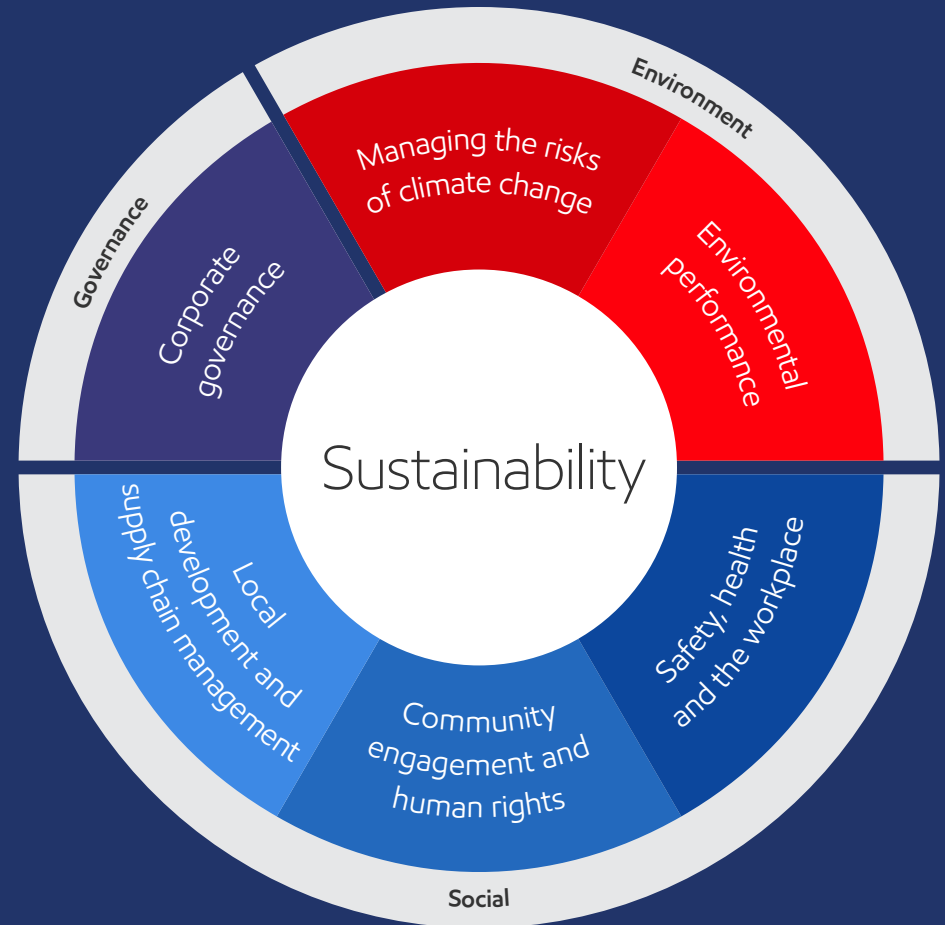 Environment
Managing the risks
of climate change
Environmental
performance
Governance
Corporate
governance
Sustainability
Safety, health
and the workplace
Local
development and
supply chain management
Community
engagement and
human rights
Social